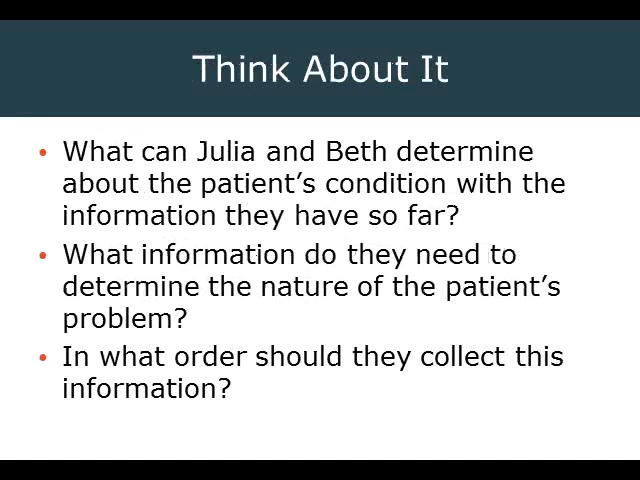 Think About It
• What can Julia and Beth determine
about the patient’s condition with the
information they have so far?
• What information do they need to
determine the nature of the patient’s
problem?
• In what order should they collect this
information?